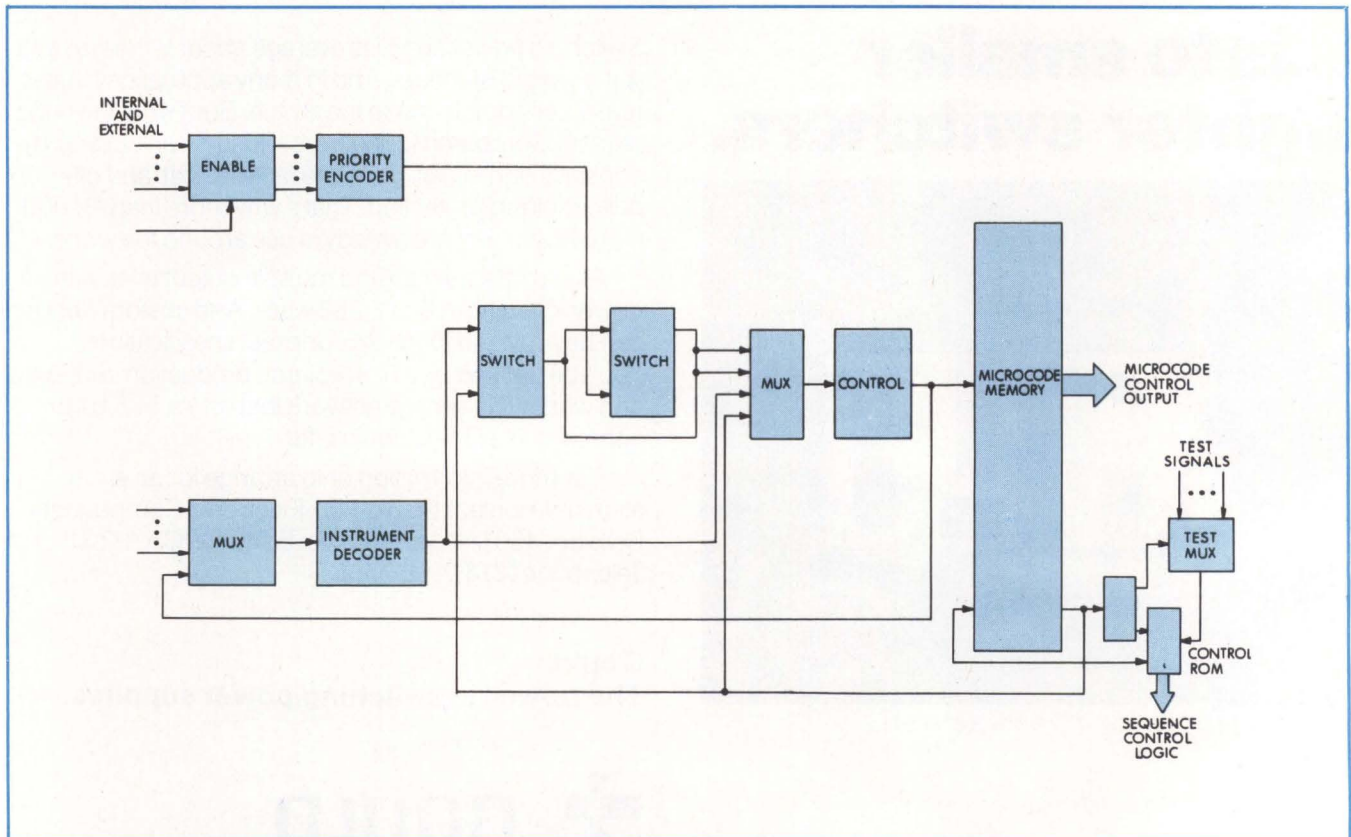 INTERNAL
AND
EXTERNAL
ENABLE
PRIORITY
ENCODER
SWITCH
SWITCH
MUX
CONTROL
MICROCODE
MEMORY
MICROCODE
CONTROL
OUTPUT
TEST
SIGNALS
MUX
INSTRUMENT
DECODER
TEST
MUX
CONTROL
ROM
SEQUENCE
CONTROL
LOGIC